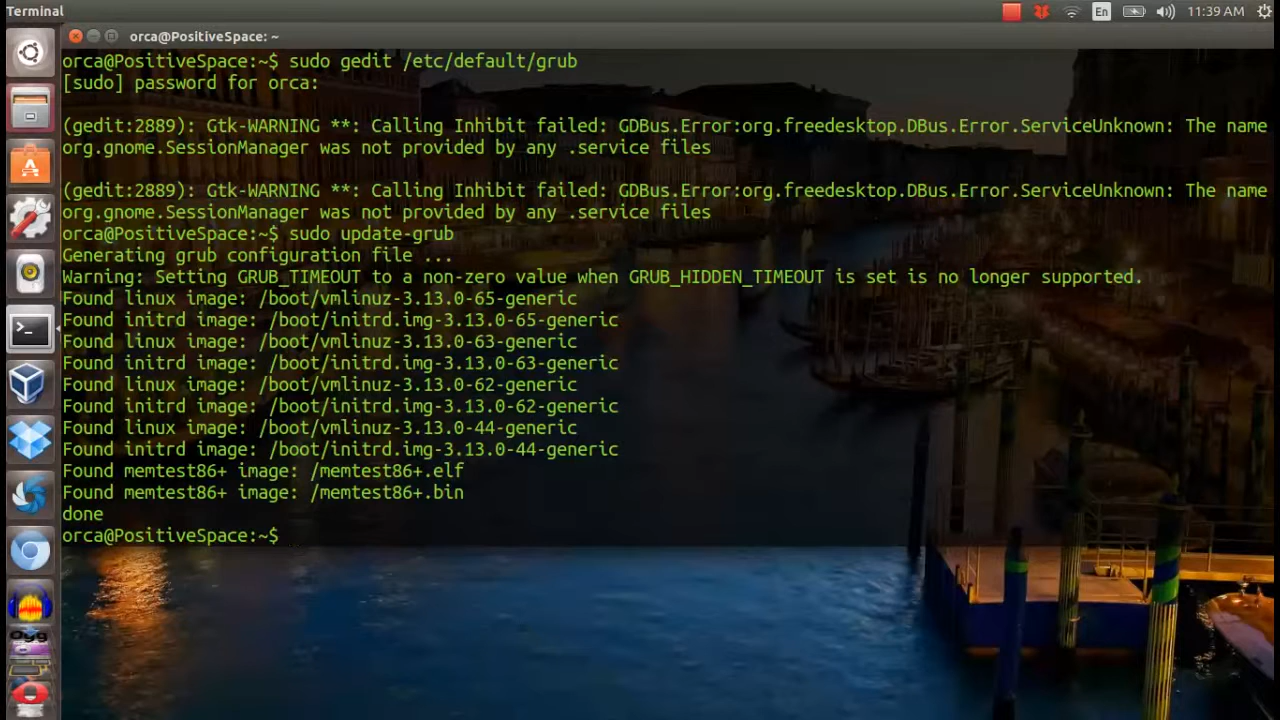 Terminal
En
11:39 AM
orca@PositiveSpace: ~
orca@PositiveSpace:~$ sudo gedit /etc/default/grub
[sudo] password for orca:
(gedit:2889): Gtk-WARNING **: Calling Inhibit failed: GDBus.Error:org.freedesktop.DBus.Error.ServiceUnknown: The name
org.gnome.SessionManager was not provided by any .service files
(gedit:2889): Gtk-WARNING **: Calling Inhibit failed: GDBus.Error:org.freedesktop.DBus.Error.ServiceUnknown: The name
org.gnome.SessionManager was not provided by any .service files
orca@PositiveSpace:~$ sudo update-grub
Generating grub configuration file ...
Warning: Setting GRUB_TIMEOUT to a non-zero value when GRUB_HIDDEN_TIMEOUT is set is no longer supported.
Found linux image: /boot/vmlinuz-3.13.0-65-generic
Found initrd image: /boot/initrd.img-3.13.0-65-generic
Found linux image: /boot/vmlinuz-3.13.0-63-generic
Found initrd image: /boot/initrd.img-3.13.0-63-generic
Found linux image: /boot/vmlinuz-3.13.0-62-generic
Found initrd image: /boot/initrd.img-3.13.0-62-generic
Found linux image: /boot/vmlinuz-3.13.0-44-generic
Found initrd image: /boot/initrd.img-3.13.0-44-generic
Found memtest86+ image: /memtest86+.elf
Found memtest86+ image: /memtest86+.bin
done
orca@PositiveSpace:~$
Ogg